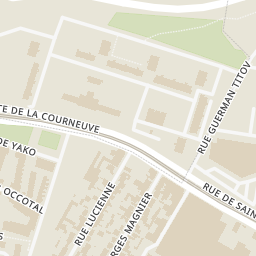 RUE GUERMAN TITOV
TE DE LA COURNEUVE
DE YAKO
RUE LUCIENNE
RUE DE SAIN
OCCOTAL
RGES MAGNIER
S